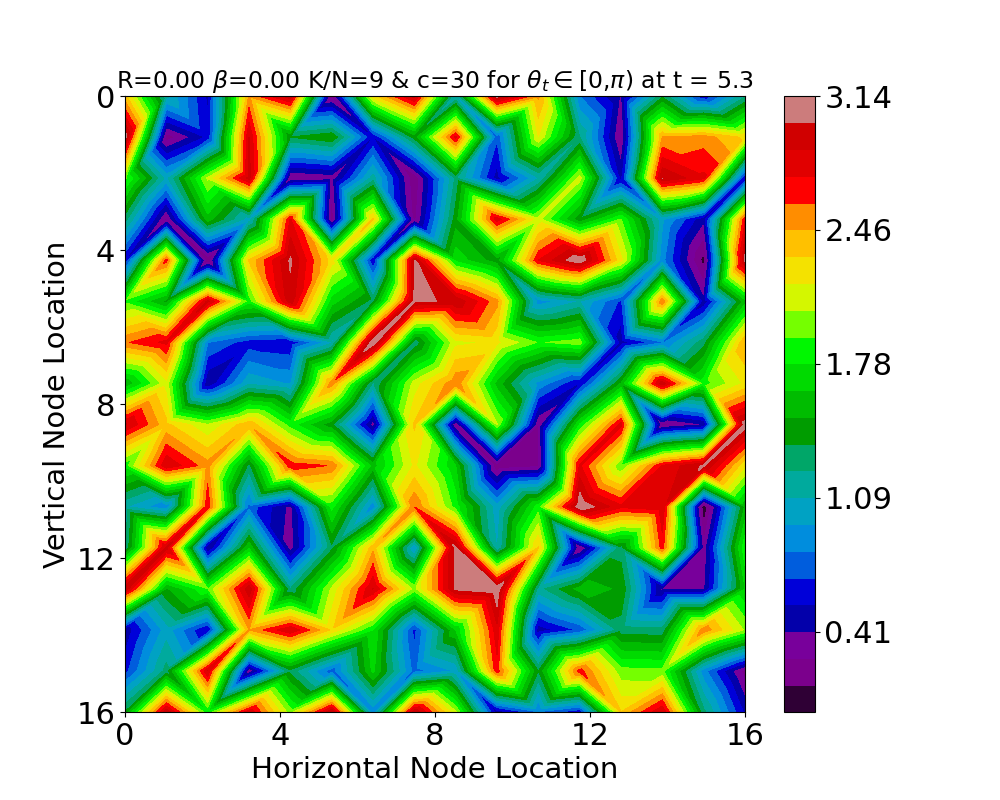 R=0.00 β=0.00 K/N=9 & c=30 for θₜ∈[0,π) at t = 5.3
0
4
8
12
16
Vertical Node Location
0 4 8 12 16
Horizontal Node Location
3.14
2.46
1.78
1.09
0.41